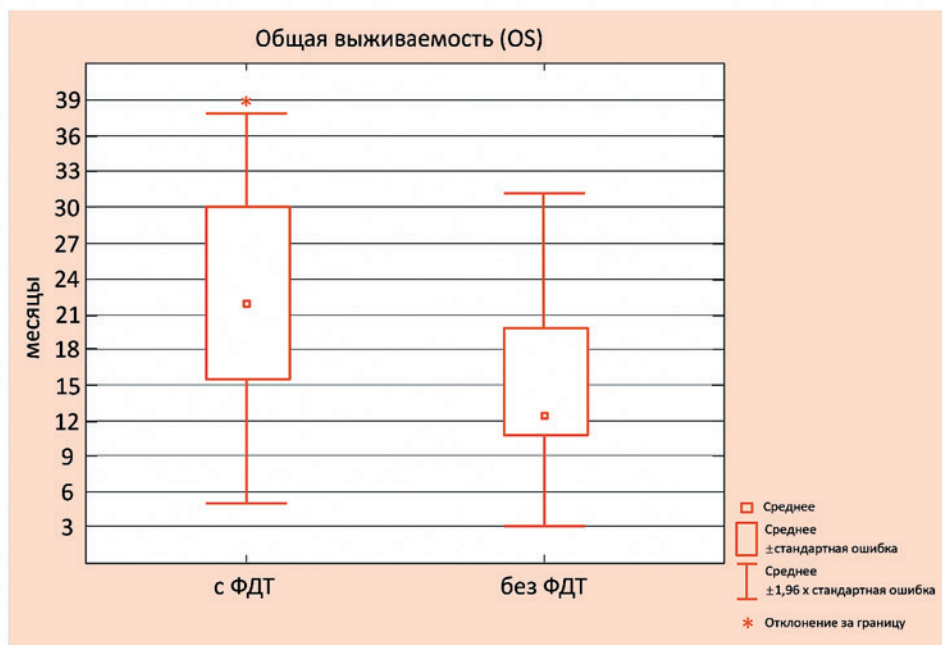 Общая выживаемость (OS)
месяцы
39
36
33
30
27
24
21
18
15
12
9
6
3
с ФДТ
без ФДТ
Среднее
Среднее
±стандартная ошибка
Среднее
±1,96 х стандартная ошибка
Отклонение за границу